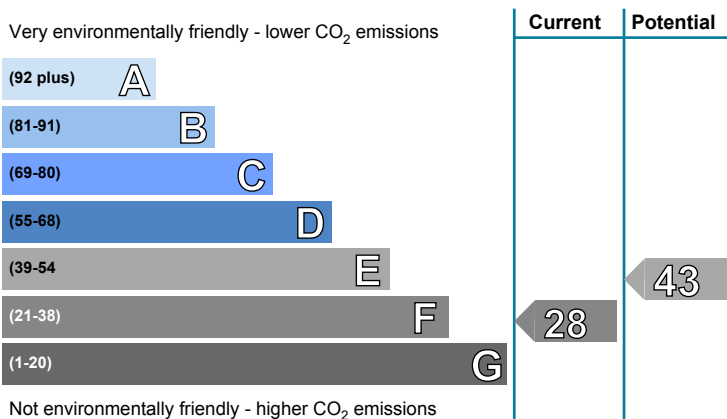 Current Potential
Very environmentally friendly - lower CO2 emissions
(92 plus) A
(81-91) B
(69-80) C
(55-68) D
(39-54 E
43
(21-38) F
28
(1-20) G
Not environmentally friendly - higher CO2 emissions